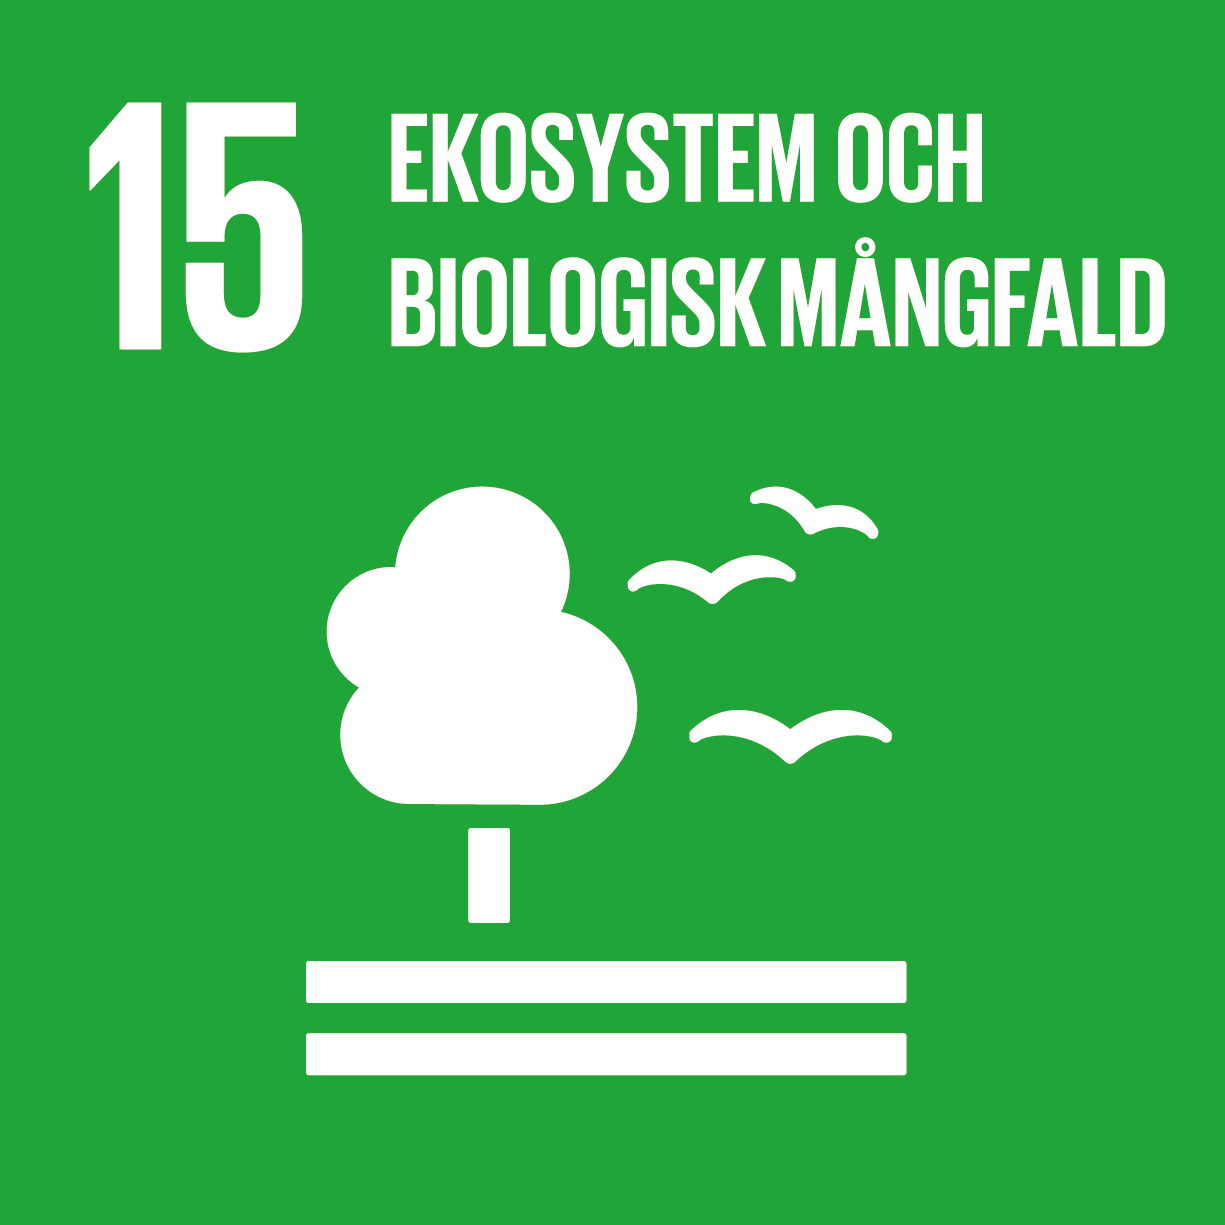 15
EKOSYSTEM OCH
BIOLOGISK MÅNGFALD